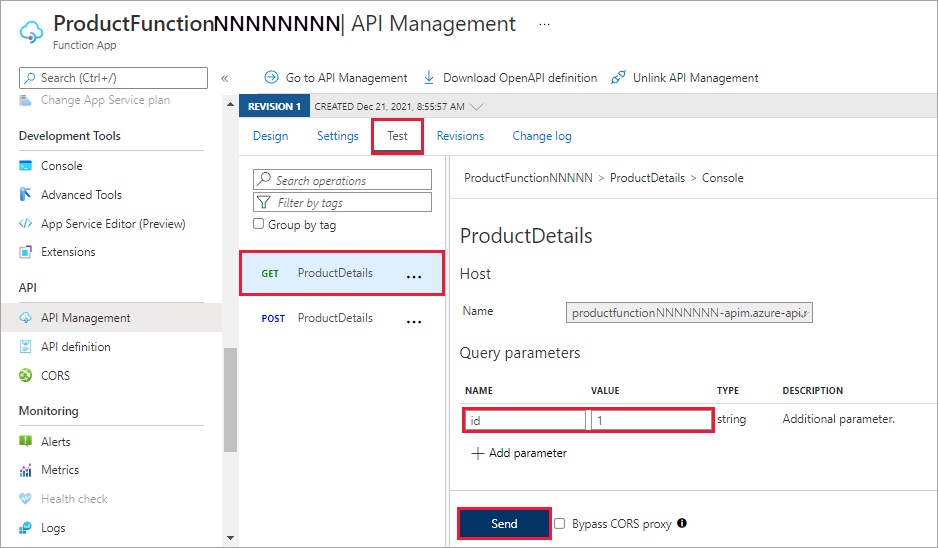 ProductFunctionNNNNNNNN| API Management ...
Function App
Search (Ctrl+/)
«
Go to API Management
Download OpenAPI definition
Unlink API Management
Change App Service plan
Development Tools
Console
Advanced Tools
App Service Editor (Preview)
Extensions
API
API Management
API definition
CORS
Monitoring
Alerts
Metrics
Health check
Logs
REVISION 1
CREATED Dec 21, 2021, 8:55:57 AM
Design
Settings
Test
Revisions
Change log
Search operations
Filter by tags
Group by tag
GET ProductDetails ...
POST ProductDetails ...
ProductFunctionNNNNN > ProductDetails > Console
ProductDetails
Host
Name productfunctionNNNNNNN-apim.azure-api.
Query parameters
NAME VALUE TYPE DESCRIPTION
id 1 string Additional parameter.
Add parameter
Send
Bypass CORS proxy